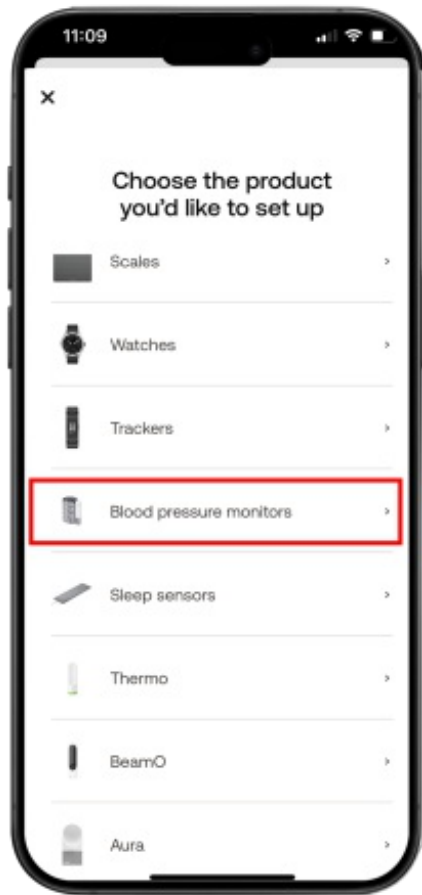 11:09
×
Choose the product
you'd like to set up
Scales
Watches
Trackers
Blood pressure monitors
Sleep sensors
Thermo
BeamO
Aura